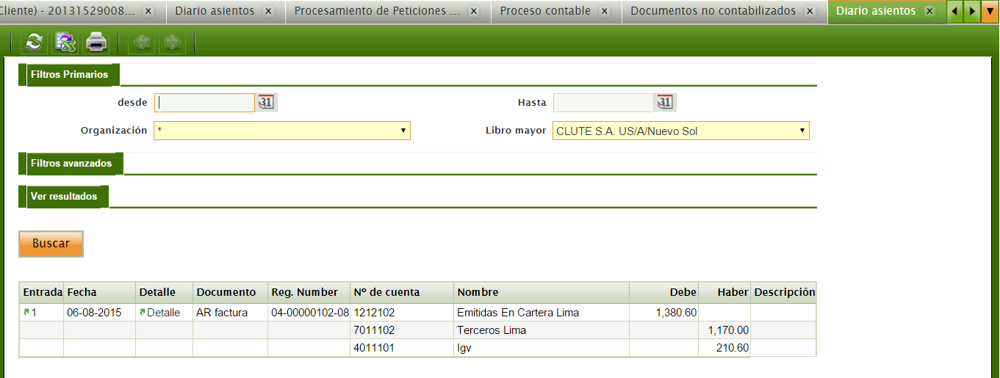 Cliente) - 20131529008... x Diario asientos x Procesamiento de Peticiones ... x Proceso contable x Documentos no contabilizados x Diario asientos x
Filtros Primarios
desde 31 Hasta 31
Organización * Libro mayor CLUTE S.A. US/A/Nuevo Sol
Filtros avanzados
Ver resultados
Buscar
Entrada Fecha Detalle Documento Reg. Number Nº de cuenta Nombre Debe Haber Descripción
1 06-08-2015 Detalle AR factura 04-00000102-08 1212102 Emitidas En Cartera Lima 1,380.60
7011102 Terceros Lima 1,170.00
4011101 Igv 210.60